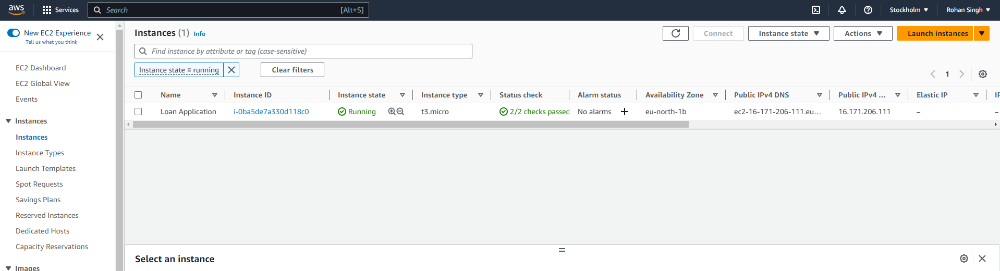 aws Services Search [Alt+S] Stockholm Rohan Singh
New EC2 Experience
Tell us what you think
EC2 Dashboard
EC2 Global View
Events
Instances
Instances
Instance Types
Launch Templates
Spot Requests
Savings Plans
Reserved Instances
Dedicated Hosts
Capacity Reservations
Images
Instances (1) Info Connect Instance state Actions Launch instances
Find instance by attribute or tag (case-sensitive)
Instance state = running Clear filters
1
Name Instance ID Instance state Instance type Status check Alarm status Availability Zone Public IPv4 DNS Public IPv4 ... Elastic IP
Loan Application i-0ba5de7a330d118c0 Running t3.micro 2/2 checks passed No alarms + eu-north-1b ec2-16-171-206-111.eu... 16.171.206.111 – –
Select an instance